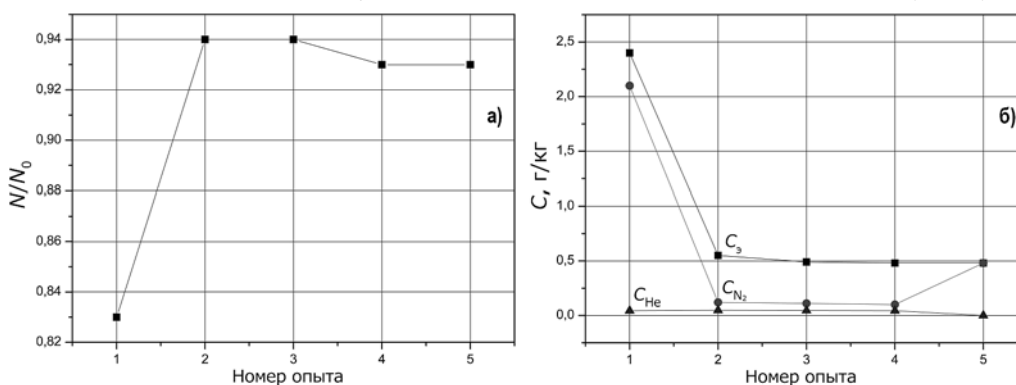 0,94
0,92
0,90
0,88
0,86
0,84
0,82
N/N₀
1 2 3 4 5
Номер опыта
а)
2,5
2,0
1,5
1,0
0,5
0,0
C, г/кг
Cэ
C_N₂
C_He
1 2 3 4 5
Номер опыта
б)